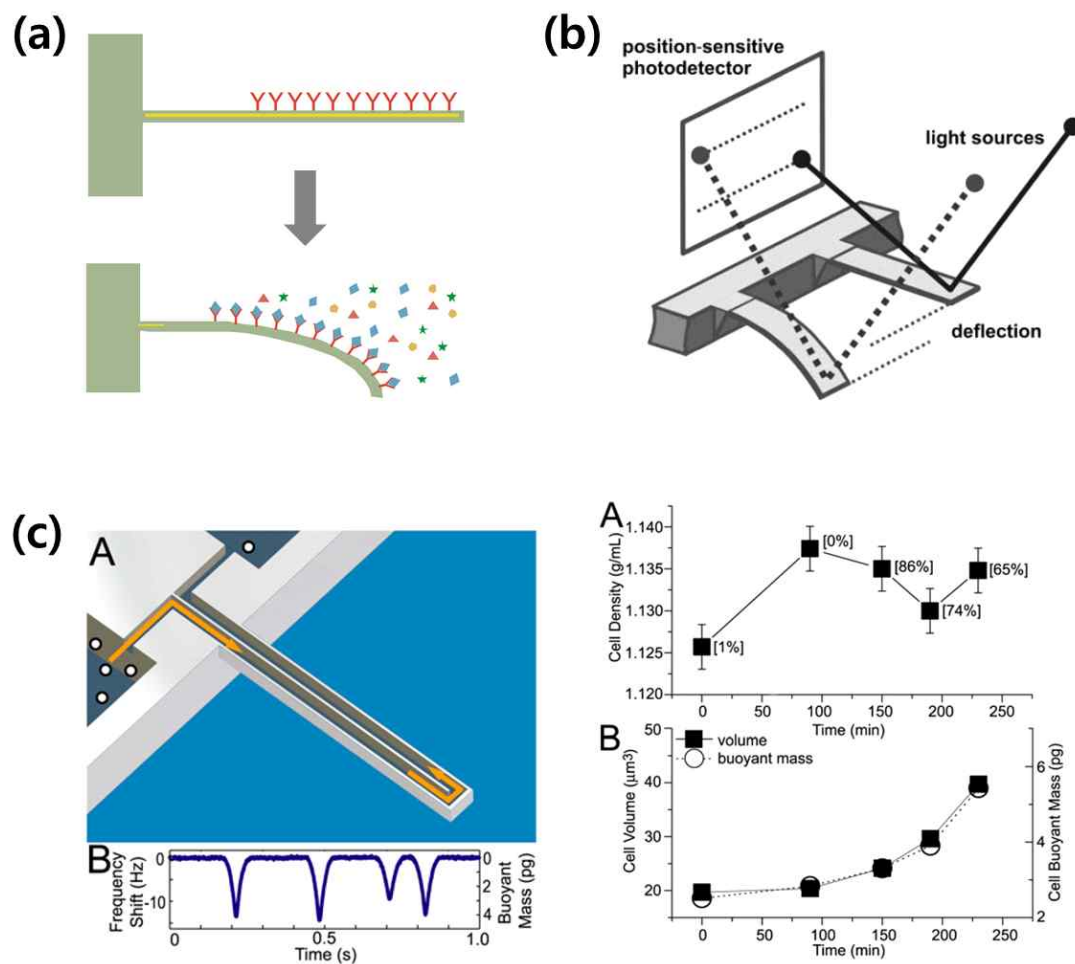 (a)
(b)
position-sensitive
photodetector
light sources
deflection
(c)
A
B
Frequency
Shift (Hz)
0
-10
0
2
4
Buoyant
Mass (pg)
0
0.5
1.0
Time (s)
A
Cell Density (g/mL)
1.140
1.135
1.130
1.125
1.120
[1%]
[0%]
[86%]
[74%]
[65%]
0 50 100 150 200 250
Time (min)
B
volume
buoyant mass
Cell Volume (μm³)
50
40
30
20
6
4
2
Cell Buoyant Mass (pg)
0 50 100 150 200 250
Time (min)